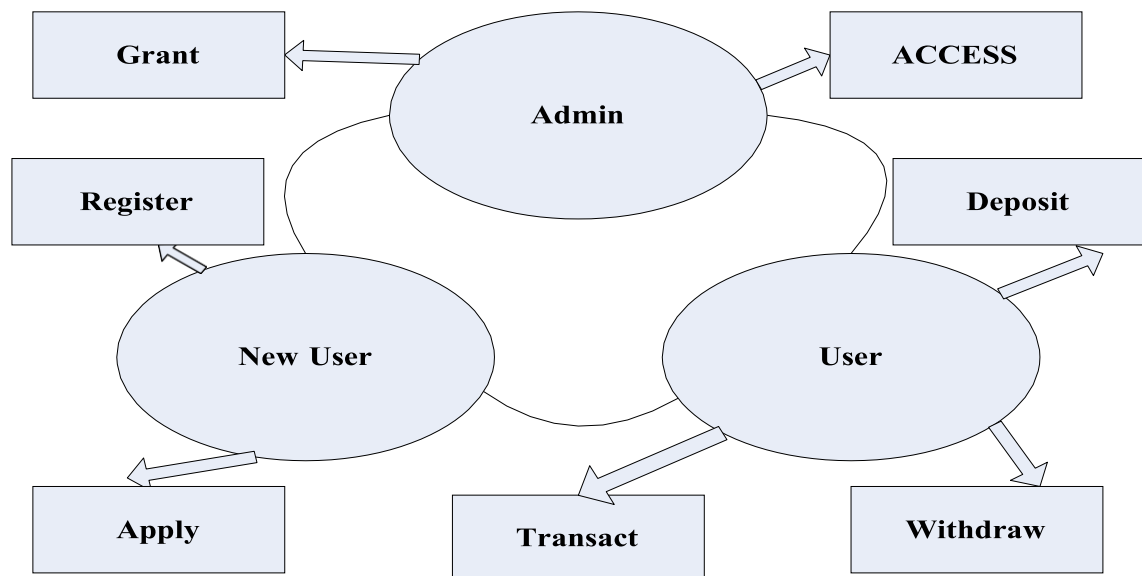 Grant
Admin
ACCESS
Register
Deposit
New User
User
Apply
Transact
Withdraw